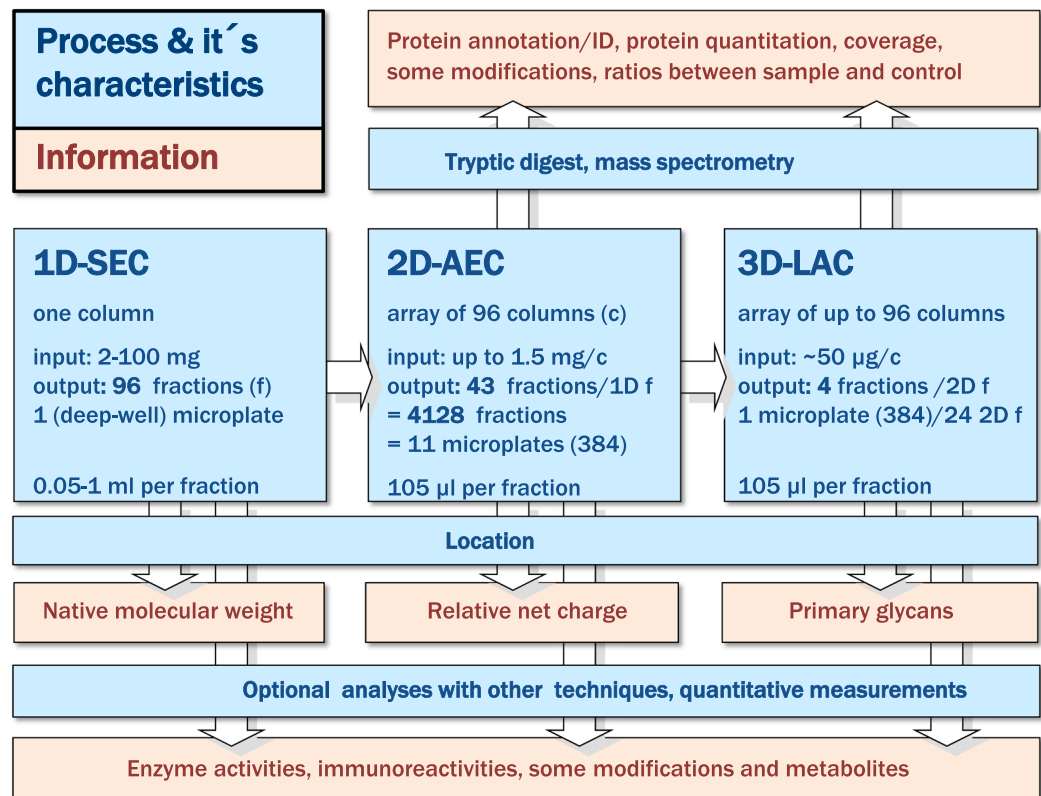 Process & it´s
characteristics
Information
Protein annotation/ID, protein quantitation, coverage,
some modifications, ratios between sample and control
Tryptic digest, mass spectrometry
1D-SEC
one column
input: 2-100 mg
output: 96 fractions (f)
1 (deep-well) microplate
0.05-1 ml per fraction
2D-AEC
array of 96 columns (c)
input: up to 1.5 mg/c
output: 43 fractions/1D f
= 4128 fractions
= 11 microplates (384)
105 µl per fraction
3D-LAC
array of up to 96 columns
input: ~50 µg/c
output: 4 fractions /2D f
1 microplate (384)/24 2D f
105 µl per fraction
Location
Native molecular weight
Relative net charge
Primary glycans
Optional analyses with other techniques, quantitative measurements
Enzyme activities, immunoreactivities, some modifications and metabolites